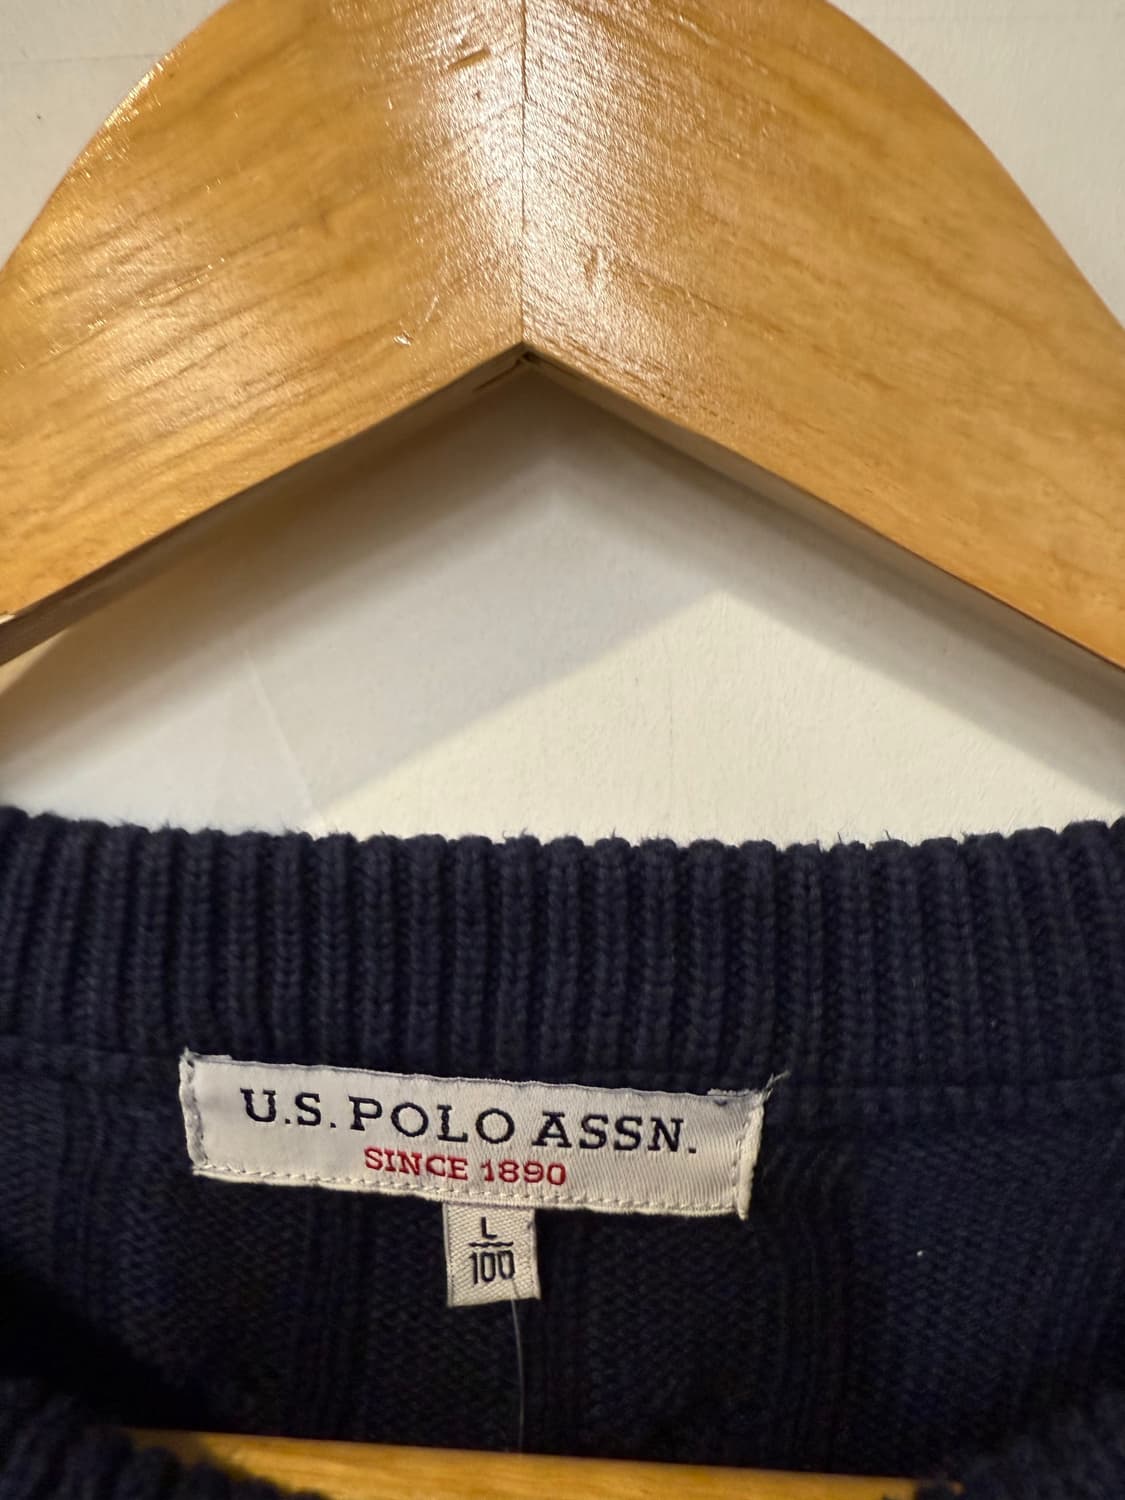 U.S. POLO ASSN.
SINCE 1890
L
100